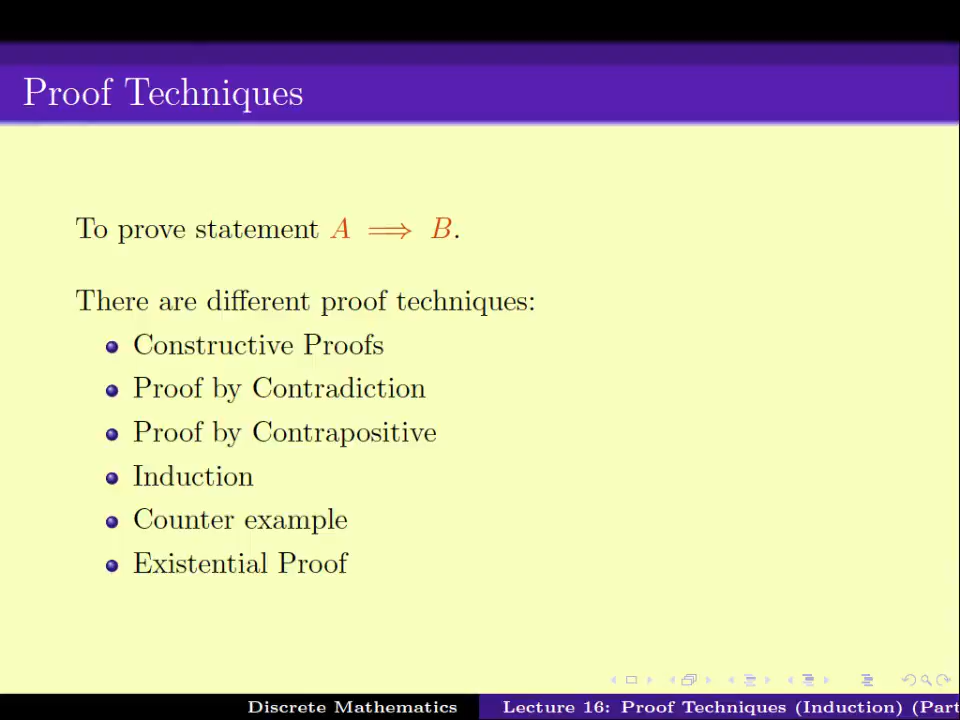 Proof Techniques
To prove statement A ⟹ B.
There are different proof techniques:
Constructive Proofs
Proof by Contradiction
Proof by Contrapositive
Induction
Counter example
Existential Proof
Discrete Mathematics
Lecture 16: Proof Techniques (Induction) (Part